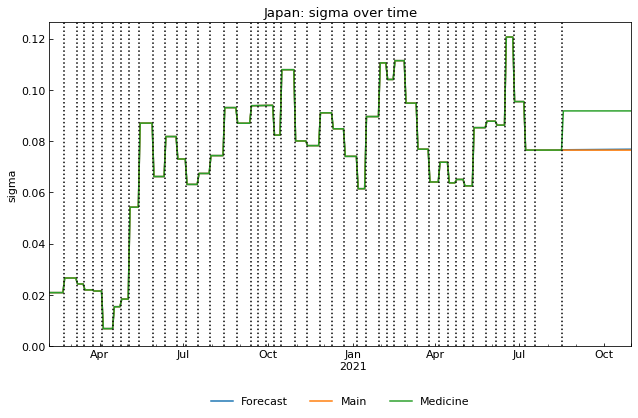 Japan: sigma over time
0.12
0.10
0.08
0.06
0.04
0.02
0.00
sigma
Apr Jul Oct Jan Apr Jul Oct
2021
Forecast Main Medicine